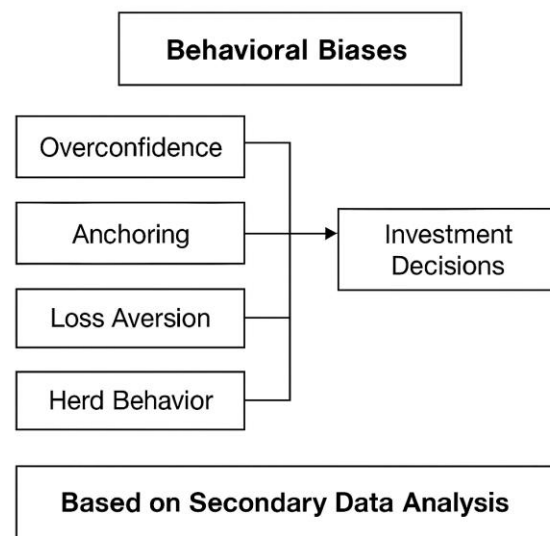 Behavioral Biases
Overconfidence
Anchoring
Loss Aversion
Herd Behavior
Investment
Decisions
Based on Secondary Data Analysis